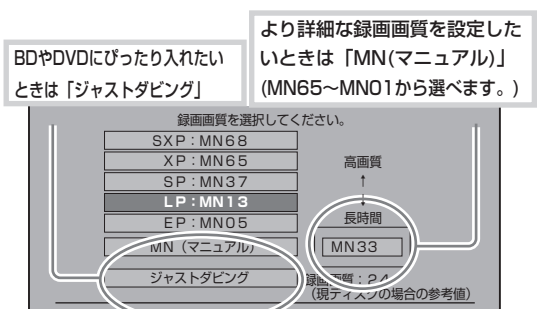 より詳細な録画画質を設定した
いときは「MN(マニュアル)」
(MN65~MN01から選べます。)
BDやDVDにぴったり入れたい
ときは「ジャストダビング」
録画画質を選択してください。
SXP:MN68
XP:MN65
SP:MN37
LP:MN13
EP:MN05
MN(マニュアル)
ジャストダビング
高画質
↑
↓
長時間
MN33
録画画質:24
(現ディスクの場合の参考値)